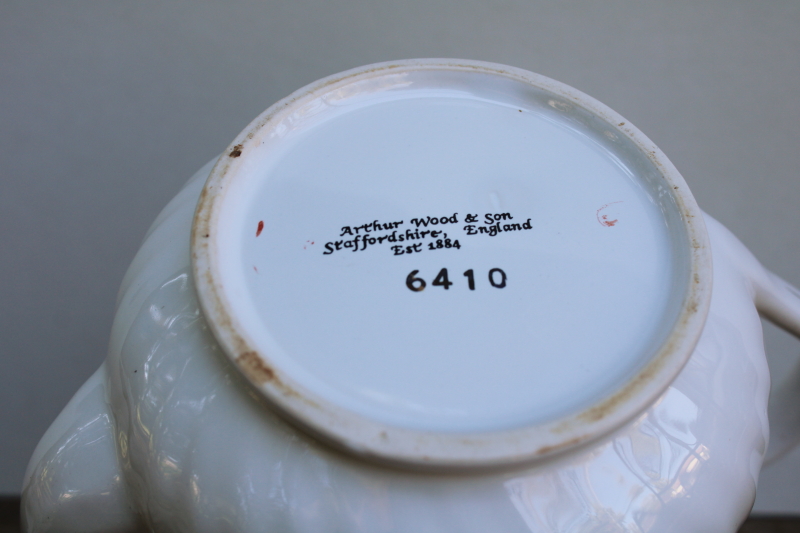 Arthur Wood & Son
Staffordshire, England
Est 1884
6410